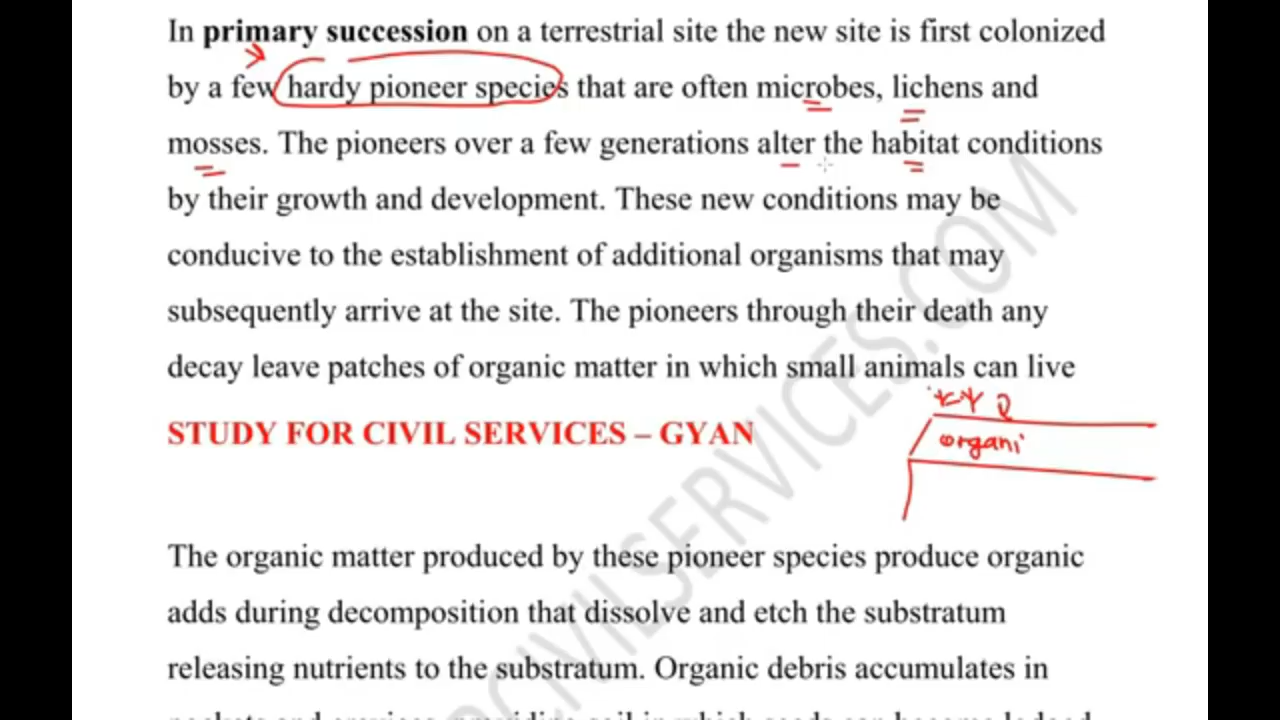 In primary succession on a terrestrial site the new site is first colonized
by a few hardy pioneer species that are often microbes, lichens and
mosses. The pioneers over a few generations alter the habitat conditions
by their growth and development. These new conditions may be
conducive to the establishment of additional organisms that may
subsequently arrive at the site. The pioneers through their death any
decay leave patches of organic matter in which small animals can live
STUDY FOR CIVIL SERVICES – GYAN
organi
The organic matter produced by these pioneer species produce organic
adds during decomposition that dissolve and etch the substratum
releasing nutrients to the substratum. Organic debris accumulates in